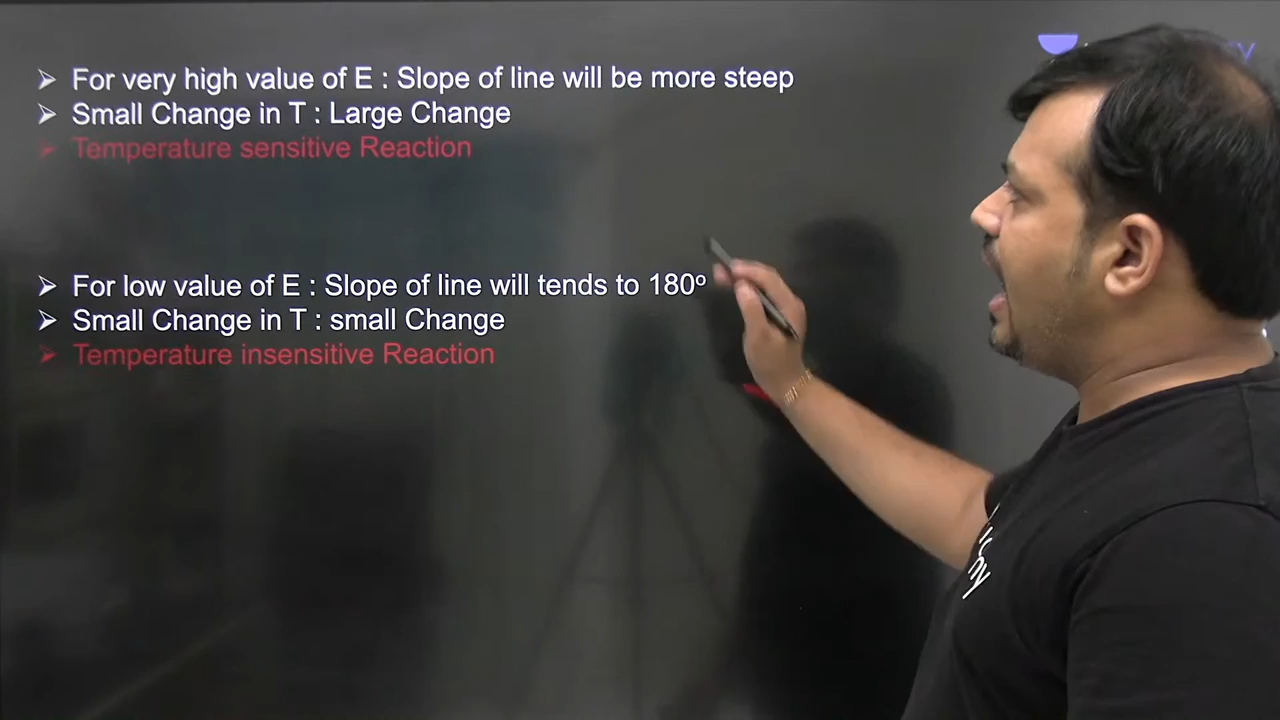 ➢ For very high value of E : Slope of line will be more steep
➢ Small Change in T : Large Change
➢ Temperature sensitive Reaction
➢ For low value of E : Slope of line will tends to 180º
➢ Small Change in T : small Change
➢ Temperature insensitive Reaction